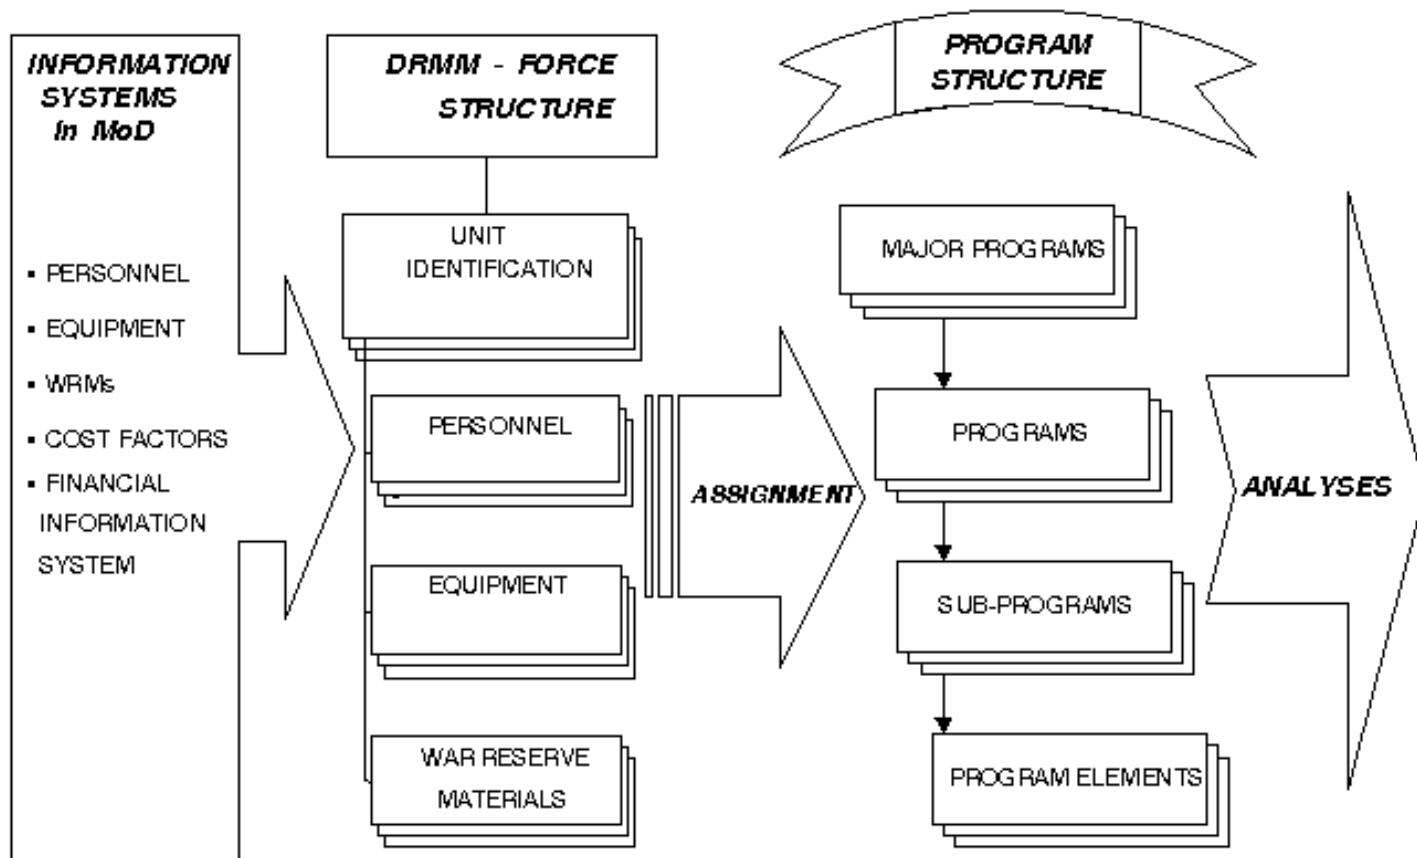 INFORMATION
SYSTEMS
in MoD
▪ PERSONNEL
▪ EQUIPMENT
▪ WRMs
▪ COST FACTORS
▪ FINANCIAL
INFORMATION
SYSTEM
DRMM - FORCE
STRUCTURE
UNIT
IDENTIFICATION
PERSONNEL
EQUIPMENT
WAR RESERVE
MATERIALS
ASSIGNMENT
PROGRAM
STRUCTURE
MAJOR PROGRAMS
PROGRAMS
SUB-PROGRAMS
PROGRAM ELEMENTS
ANALYSES